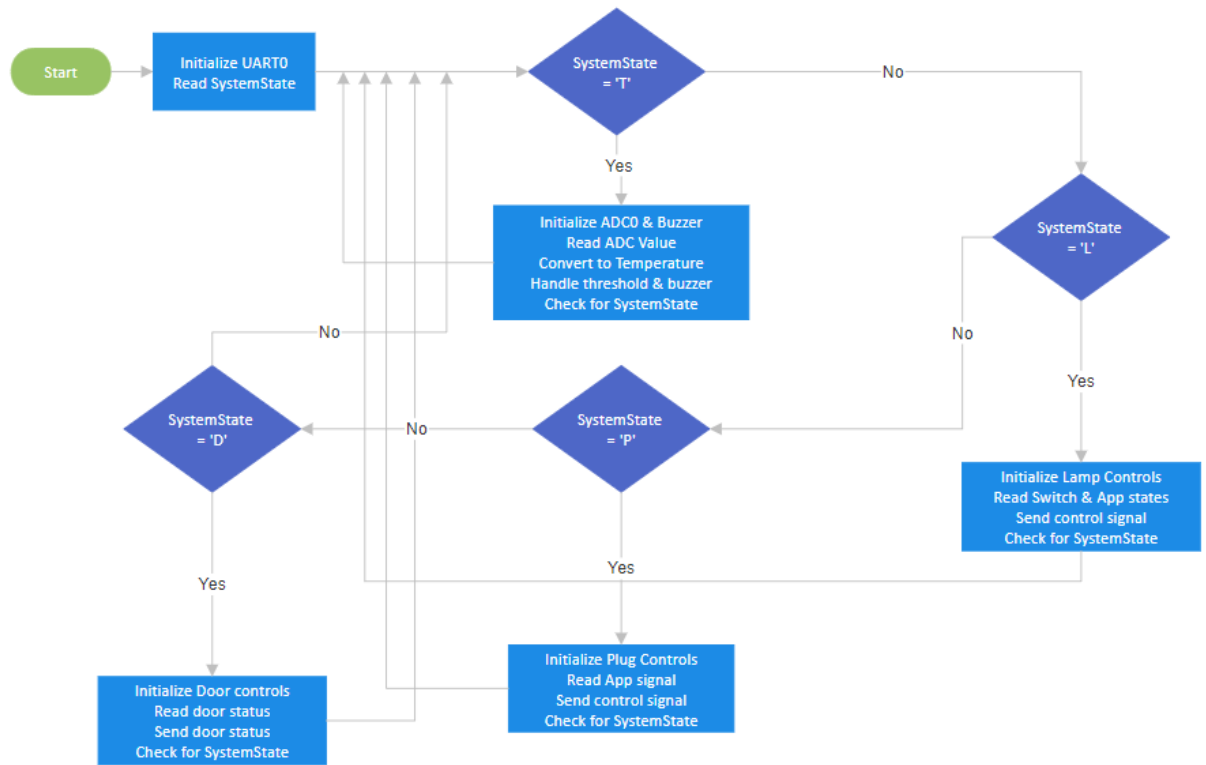 Start
Initialize UART0
Read SystemState
SystemState
= 'T'
No
Yes
Initialize ADC0 & Buzzer
Read ADC Value
Convert to Temperature
Handle threshold & buzzer
Check for SystemState
SystemState
= 'L'
No
Yes
Initialize Lamp Controls
Read Switch & App states
Send control signal
Check for SystemState
SystemState
= 'P'
No
Yes
Initialize Plug Controls
Read App signal
Send control signal
Check for SystemState
SystemState
= 'D'
No
Yes
Initialize Door controls
Read door status
Send door status
Check for SystemState